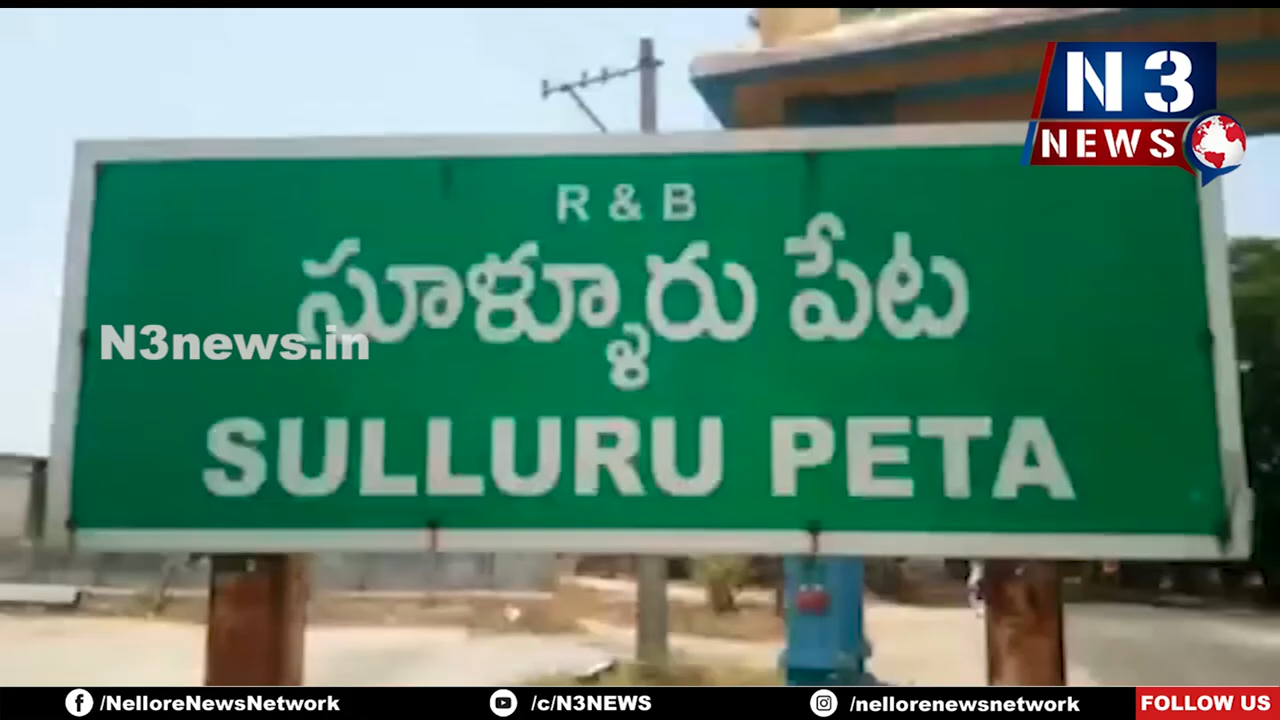 N 3
NEWS
R & B
సూళ్ళూరు పేట
N3news.in
SULLURU PETA
/NelloreNewsNetwork
/c/N3NEWS
/nellorenewsnetwork
FOLLOW US